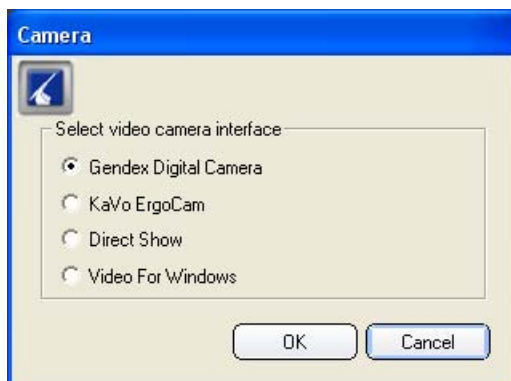 Camera
Select video camera interface
Gendex Digital Camera
KaVo ErgoCam
Direct Show
Video For Windows
OK Cancel